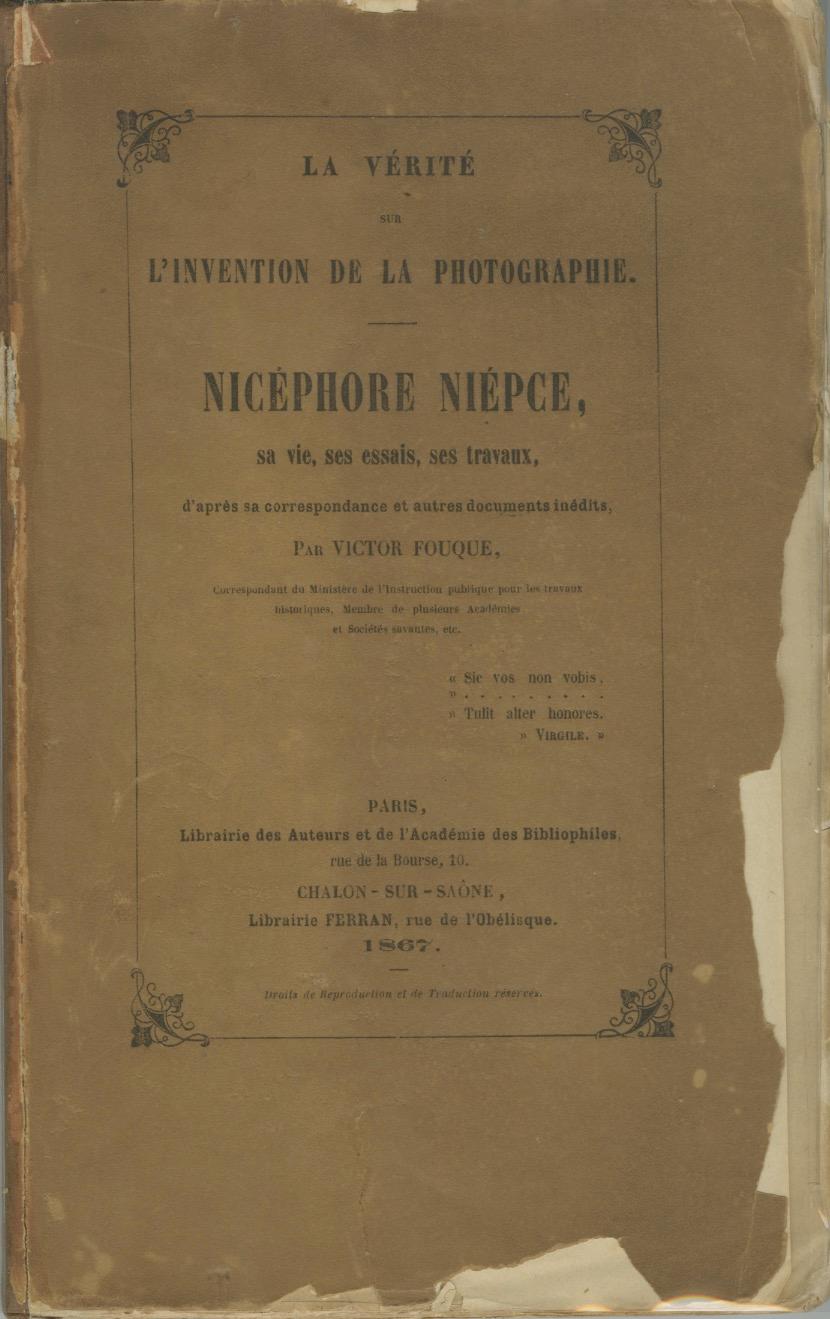 LA VÉRITÉ
SUR
L'INVENTION DE LA PHOTOGRAPHIE.
NICÉPHORE NIÉPCE,
sa vie, ses essais, ses travaux,
d'après sa correspondance et autres documents inédits,
PAR VICTOR FOUQUE,
Correspondant du Ministère de l'Instruction publique pour les travaux
historiques, Membre de plusieurs Académies
et Sociétés savantes, etc.
« Sic vos non vobis.
» . . . . . . . . .
» Tulit alter honores.
» VIRGILE. »
PARIS,
Librairie des Auteurs et de l'Académie des Bibliophiles,
rue de la Bourse, 10.
CHALON-SUR-SAÔNE,
Librairie FERRAN, rue de l'Obélisque.
1867.
Droits de Reproduction et de Traduction réservés.